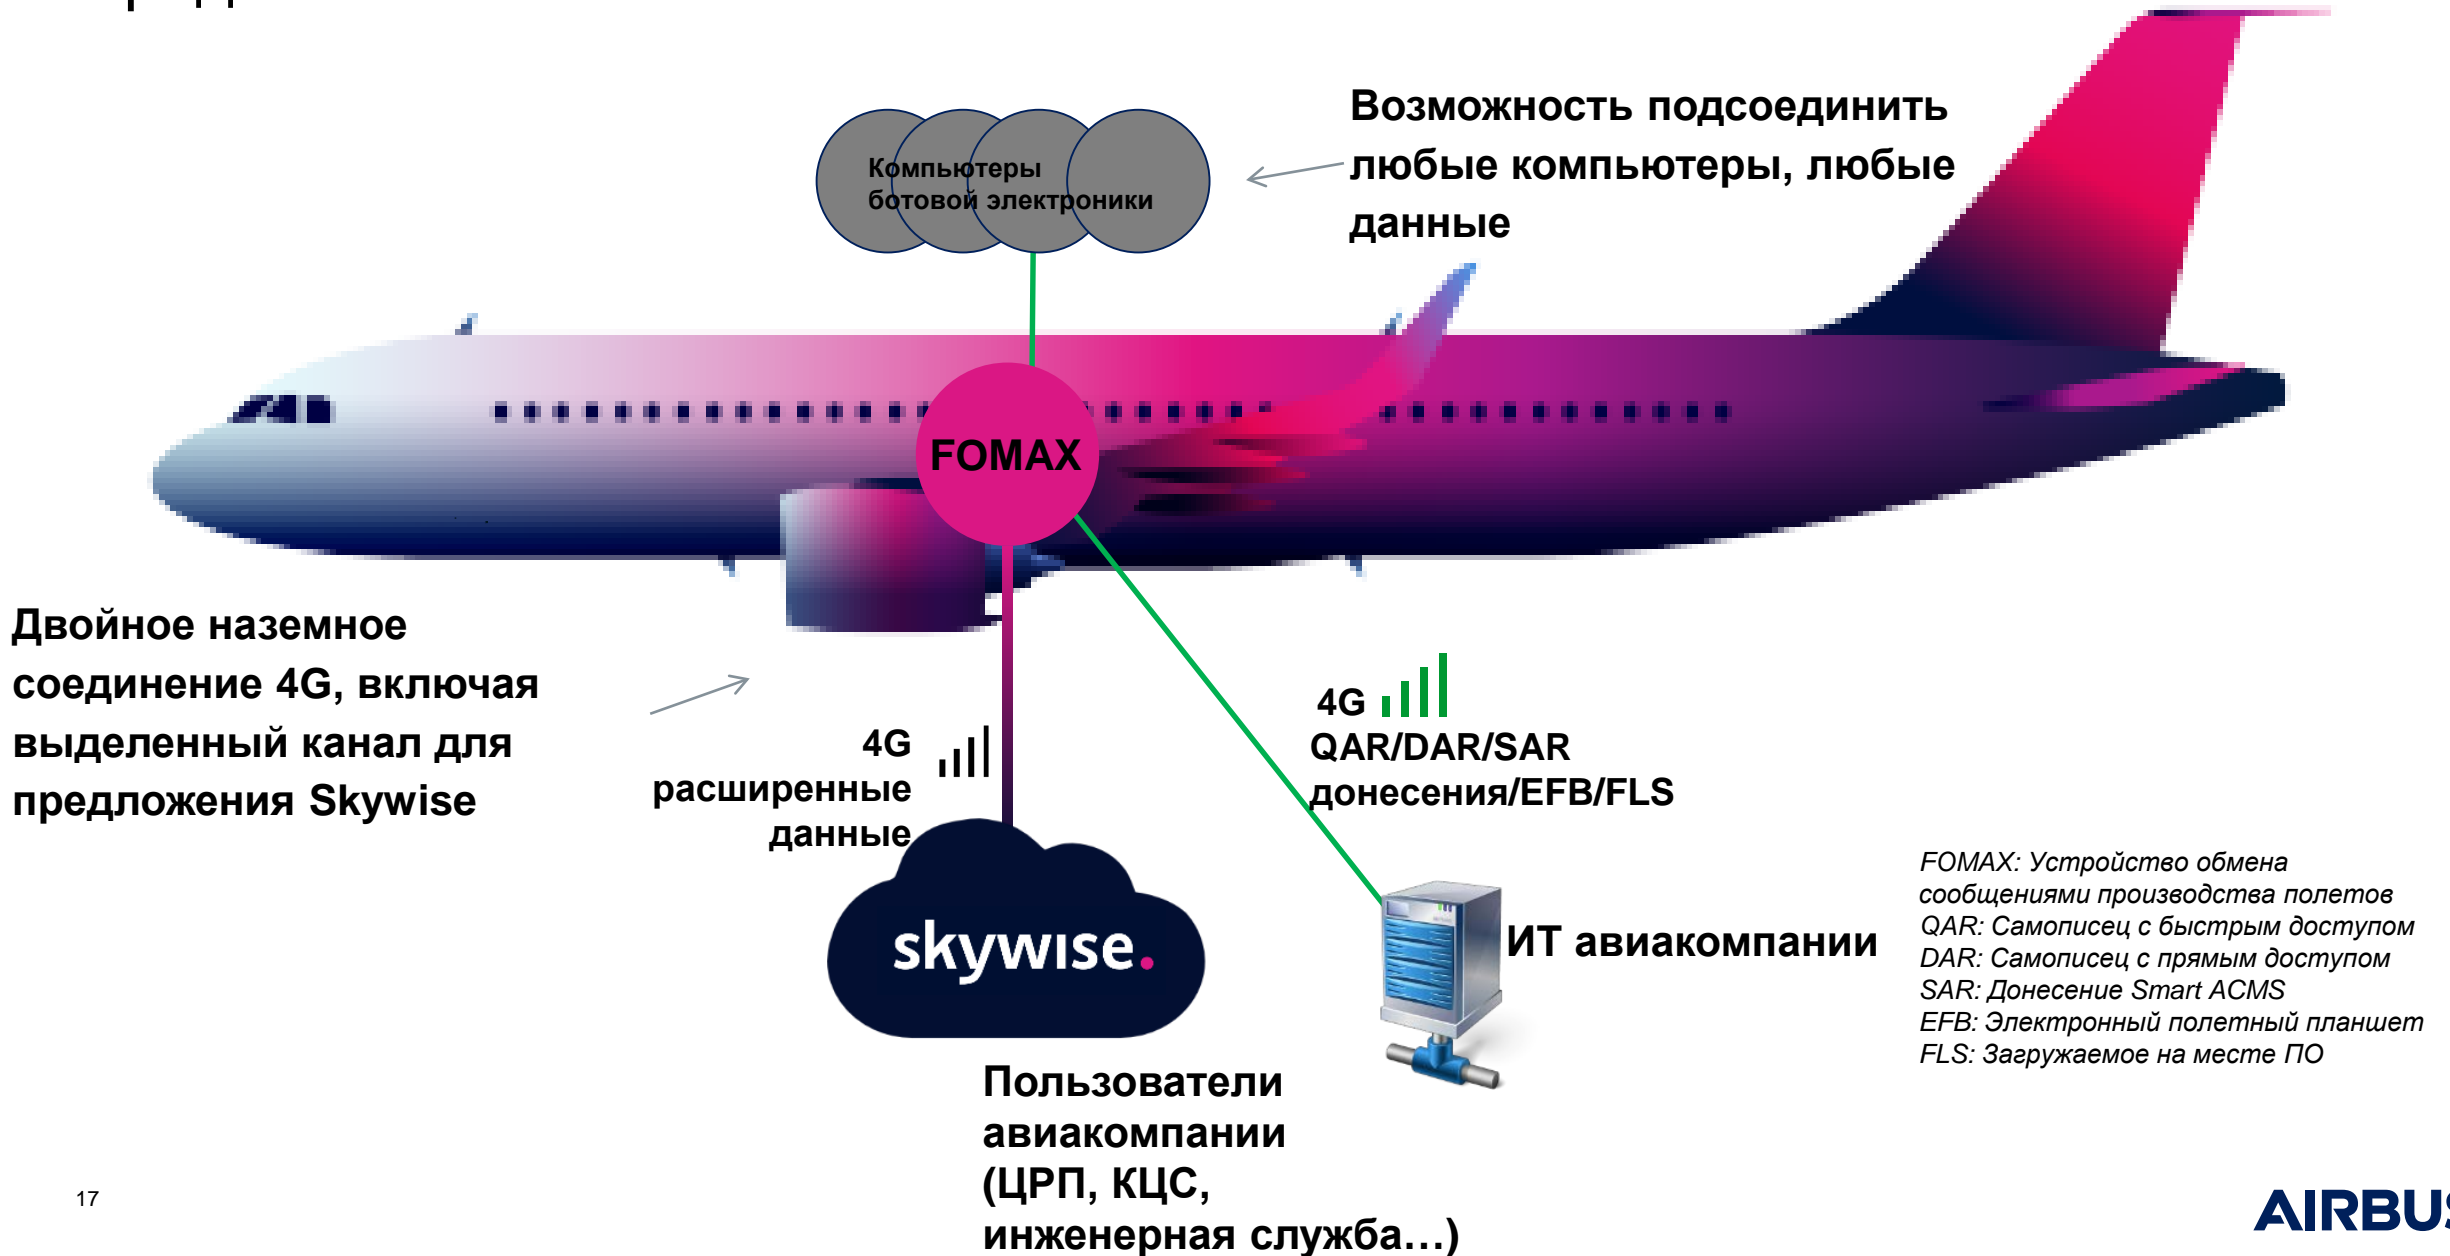 Возможность подсоединить
любые компьютеры, любые
данные
Компьютеры
ботовой электроники
FOMAX
Двойное наземное
соединение 4G, включая
выделенный канал для
предложения Skywise
4G
расширенные
данные
4G
QAR/DAR/SAR
донесения/EFB/FLS
skywise.
ИТ авиакомпании
FOMAX: Устройство обмена
сообщениями производства полетов
QAR: Самописец с быстрым доступом
DAR: Самописец с прямым доступом
SAR: Донесение Smart ACMS
EFB: Электронный полетный планшет
FLS: Загружаемое на месте ПО
Пользователи
авиакомпании
(ЦРП, КЦС,
инженерная служба…)
17
AIRBUS